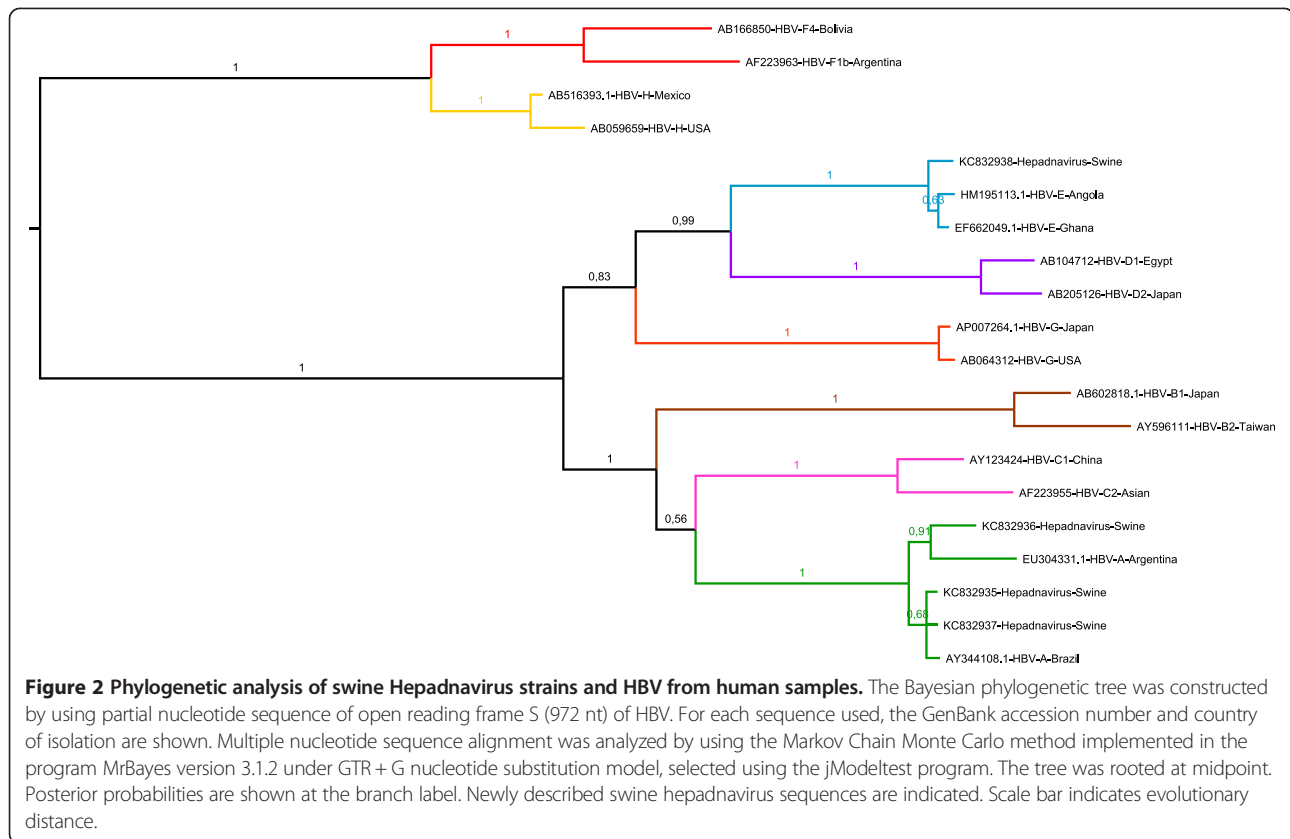 AB166850-HBV-F4-Bolivia
1
AF223963-HBV-F1b-Argentina
1
AB516393.1-HBV-H-Mexico
1
AB059659-HBV-H-USA
KC832938-Hepadnavirus-Swine
1
HM195113.1-HBV-E-Angola
0,63
EF662049.1-HBV-E-Ghana
0,99
AB104712-HBV-D1-Egypt
1
AB205126-HBV-D2-Japan
0,83
AP007264.1-HBV-G-Japan
1
AB064312-HBV-G-USA
1
AB602818.1-HBV-B1-Japan
1
AY596111-HBV-B2-Taiwan
1
AY123424-HBV-C1-China
1
AF223955-HBV-C2-Asian
0,56
KC832936-Hepadnavirus-Swine
0,91
EU304331.1-HBV-A-Argentina
1
KC832935-Hepadnavirus-Swine
0,68
KC832937-Hepadnavirus-Swine
AY344108.1-HBV-A-Brazil
Figure 2 Phylogenetic analysis of swine Hepadnavirus strains and HBV from human samples. The Bayesian phylogenetic tree was constructed
by using partial nucleotide sequence of open reading frame S (972 nt) of HBV. For each sequence used, the GenBank accession number and country
of isolation are shown. Multiple nucleotide sequence alignment was analyzed by using the Markov Chain Monte Carlo method implemented in the
program MrBayes version 3.1.2 under GTR + G nucleotide substitution model, selected using the jModeltest program. The tree was rooted at midpoint.
Posterior probabilities are shown at the branch label. Newly described swine hepadnavirus sequences are indicated. Scale bar indicates evolutionary
distance.